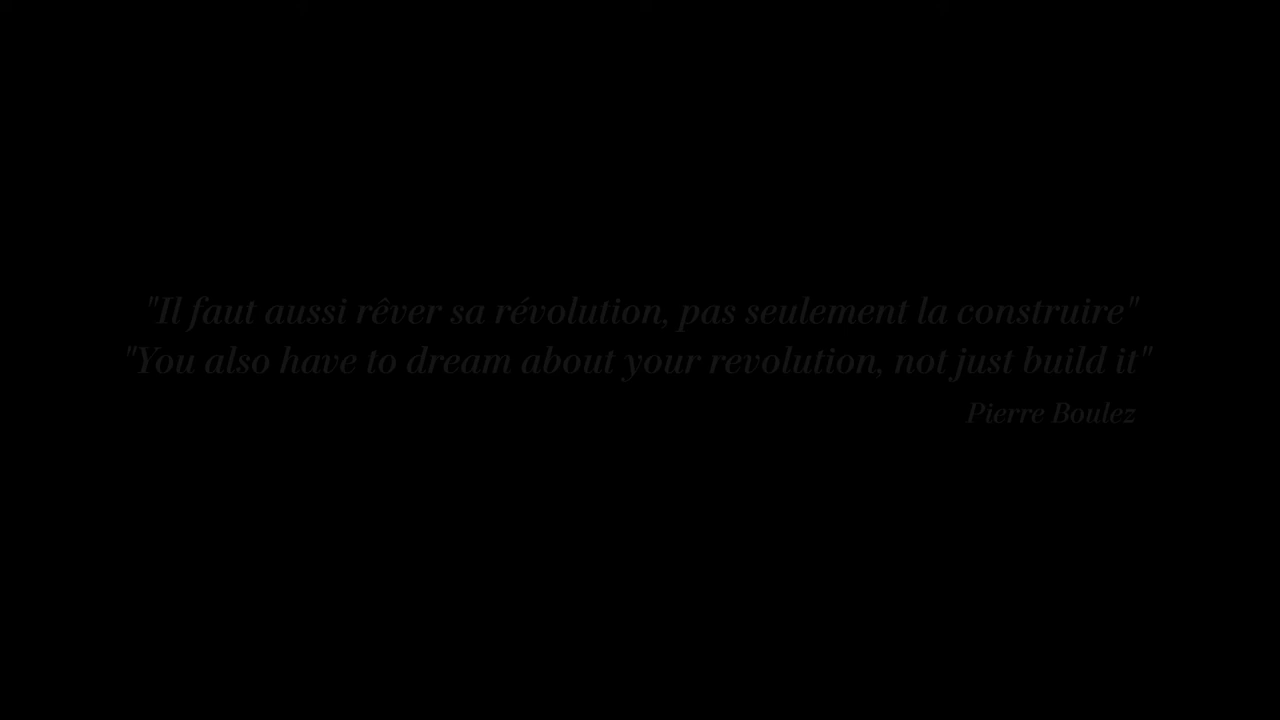 "Il faut aussi rêver sa révolution, pas seulement la construire"
"You also have to dream about your revolution, not just build it"
Pierre Boulez